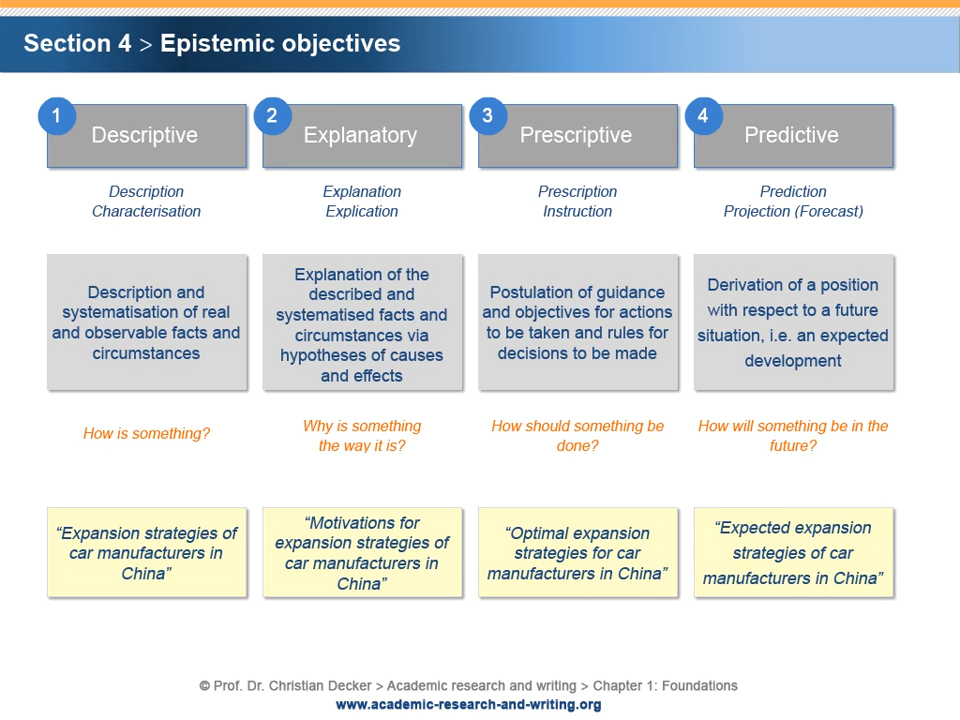 Section 4 > Epistemic objectives
1
Descriptive
2
Explanatory
3
Prescriptive
4
Predictive
Description
Characterisation
Explanation
Explication
Prescription
Instruction
Prediction
Projection (Forecast)
Description and
systematisation of real
and observable facts and
circumstances
Explanation of the
described and
systematised facts and
circumstances via
hypotheses of causes
and effects
Postulation of guidance
and objectives for actions
to be taken and rules for
decisions to be made
Derivation of a position
with respect to a future
situation, i.e. an expected
development
How is something?
Why is something
the way it is?
How should something be
done?
How will something be in the
future?
“Expansion strategies of
car manufacturers in
China”
“Motivations for
expansion strategies of
car manufacturers in
China”
“Optimal expansion
strategies for car
manufacturers in China”
“Expected expansion
strategies of car
manufacturers in China”
© Prof. Dr. Christian Decker > Academic research and writing > Chapter 1: Foundations
www.academic-research-and-writing.org